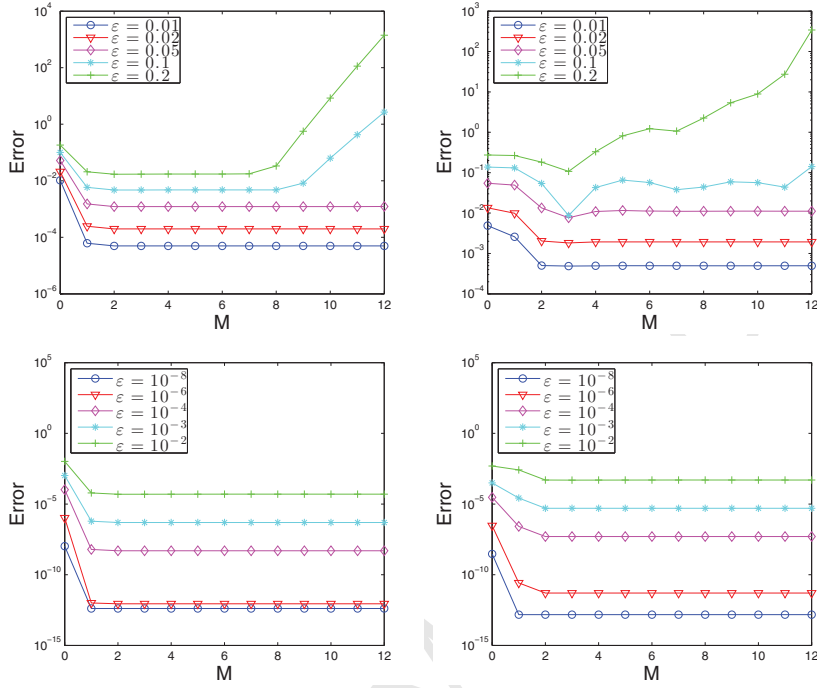 10^4
10^2
10^0
10^-2
10^-4
10^-6
Error
ε = 0.01
ε = 0.02
ε = 0.05
ε = 0.1
ε = 0.2
0 2 4 6 8 10 12
M
10^3
10^2
10^1
10^0
10^-1
10^-2
10^-3
10^-4
Error
ε = 0.01
ε = 0.02
ε = 0.05
ε = 0.1
ε = 0.2
0 2 4 6 8 10 12
M
10^5
10^0
10^-5
10^-10
10^-15
Error
ε = 10^-8
ε = 10^-6
ε = 10^-4
ε = 10^-3
ε = 10^-2
0 2 4 6 8 10 12
M
10^5
10^0
10^-5
10^-10
10^-15
Error
ε = 10^-8
ε = 10^-6
ε = 10^-4
ε = 10^-3
ε = 10^-2
0 2 4 6 8 10 12
M